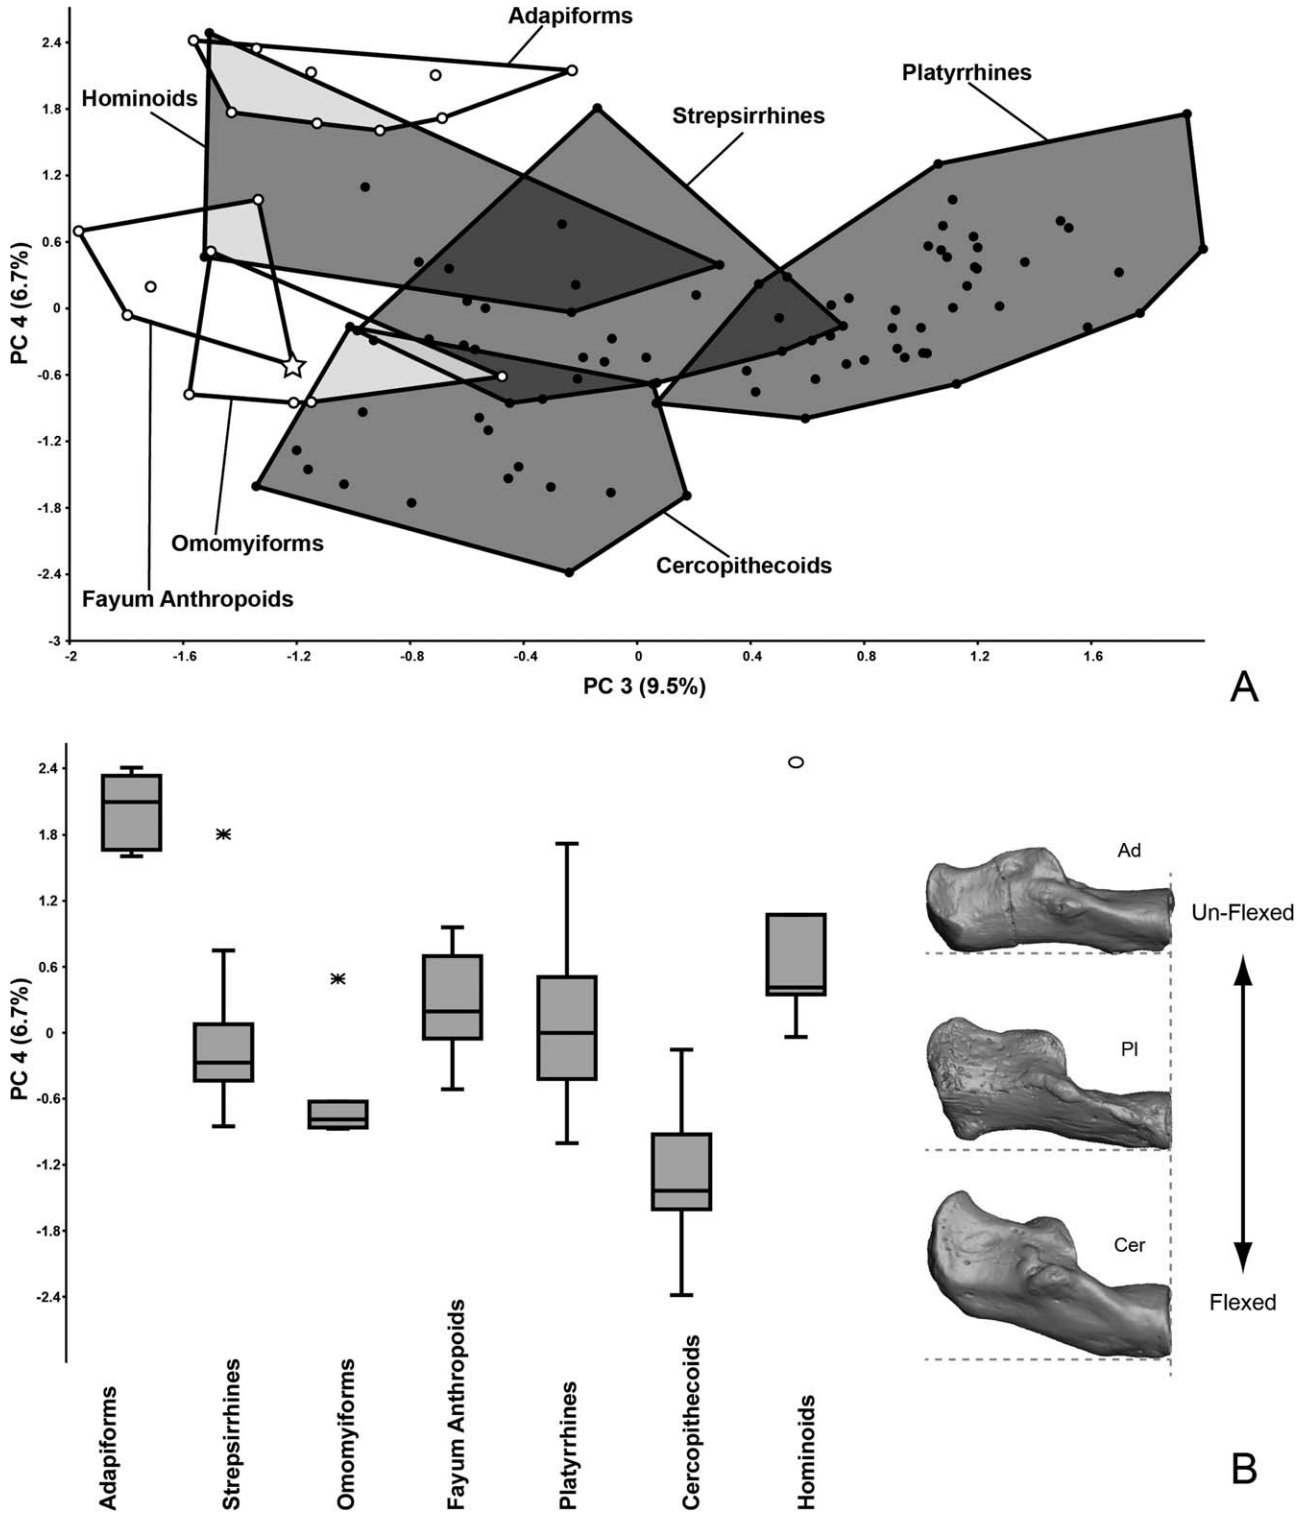 Adapiforms
Platyrrhines
Hominoids
Strepsirrhines
Omomyiforms
Cercopithecoids
Fayum Anthropoids
PC 4 (6.7%)
2.4
1.8
1.2
0.6
0
-0.6
-1.2
-1.8
-2.4
-3
-2 -1.6 -1.2 -0.8 -0.4 0 0.4 0.8 1.2 1.6
PC 3 (9.5%)
A
PC 4 (6.7%)
2.4
1.8
1.2
0.6
0
-0.6
-1.2
-1.8
-2.4
Adapiforms
Strepsirrhines
Omomyiforms
Fayum Anthropoids
Platyrrhines
Cercopithecoids
Hominoids
Ad
Un-Flexed
Pl
Cer
Flexed
B